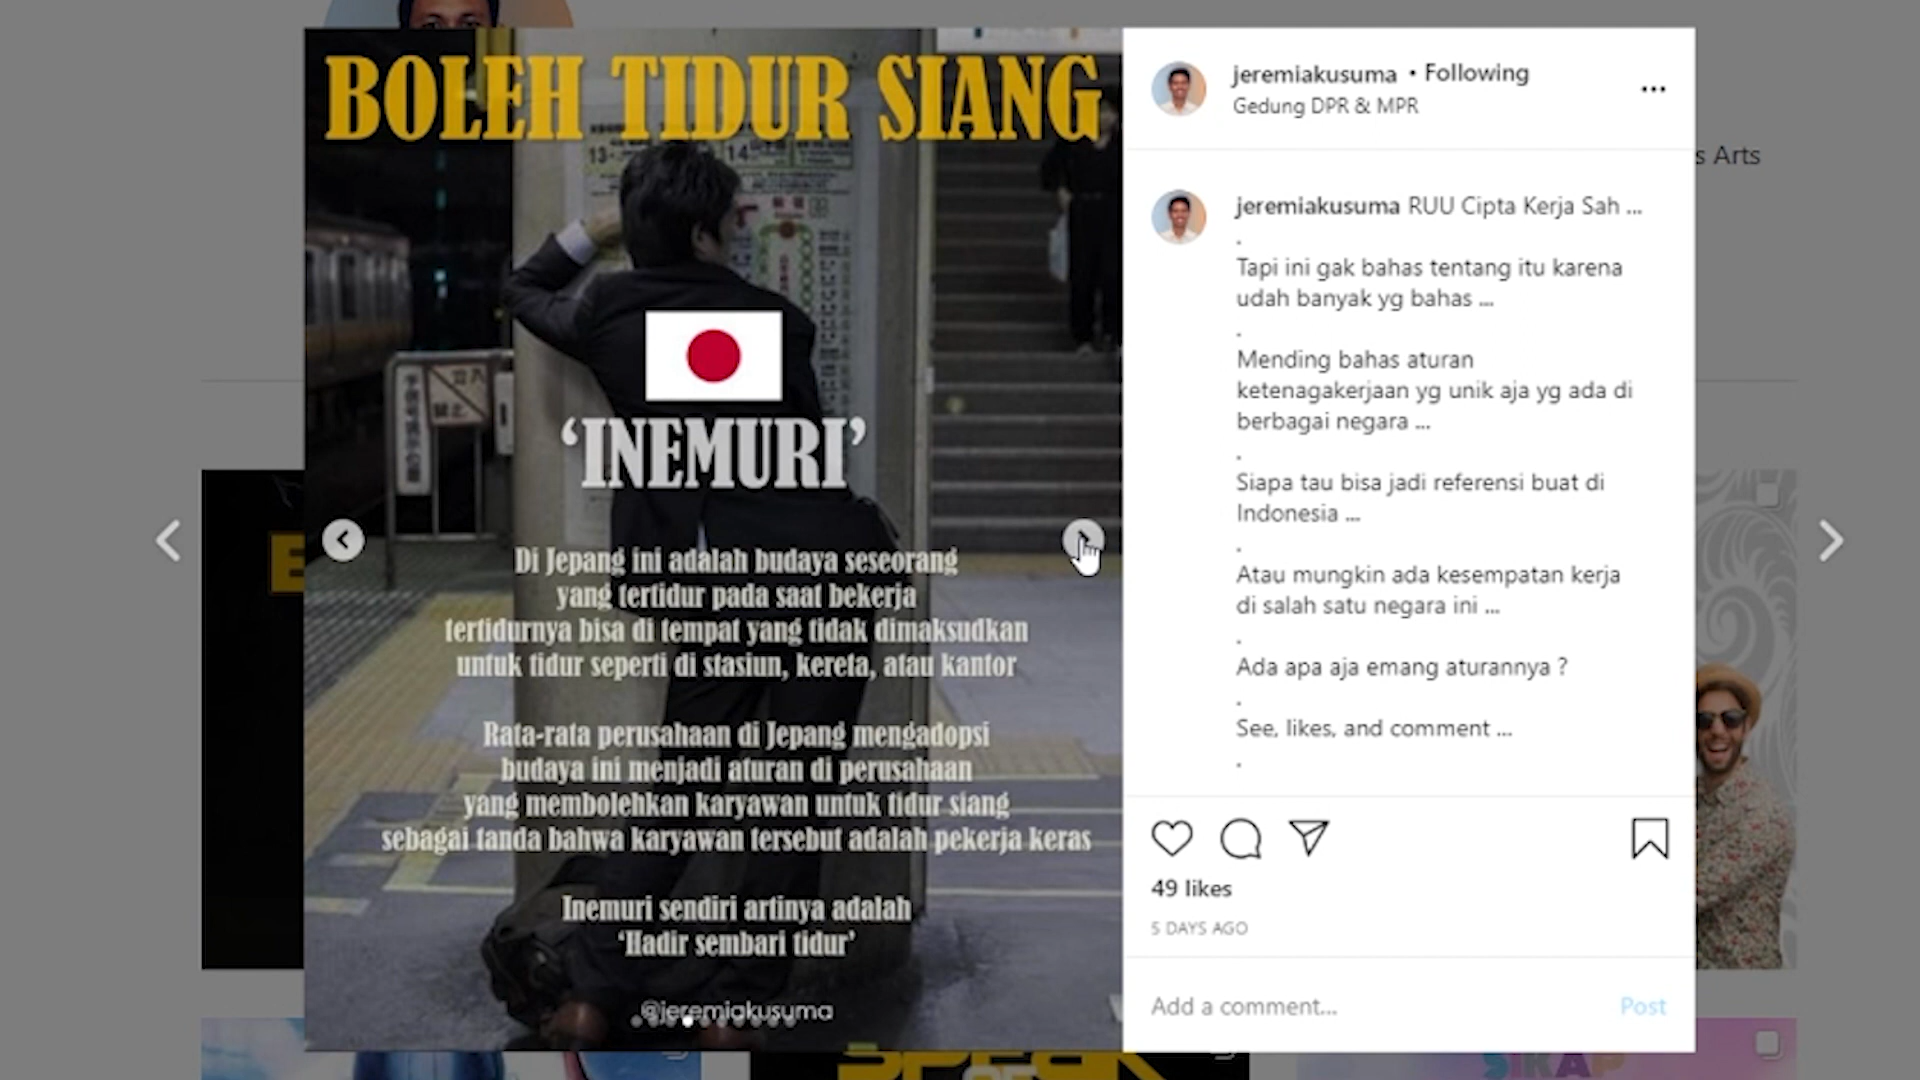 BOLEH TIDUR SIANG
13
14
'INEMURI'
Di Jepang ini adalah budaya seseorang
yang tertidur pada saat bekerja
tertidurnya bisa di tempat yang tidak dimaksudkan
untuk tidur seperti di stasiun, kereta, atau kantor
Rata-rata perusahaan di Jepang mengadopsi
budaya ini menjadi aturan di perusahaan
yang membolehkan karyawan untuk tidur siang
sebagai tanda bahwa karyawan tersebut adalah pekerja keras
Inemuri sendiri artinya adalah
'Hadir sembari tidur'
@jeremiakusuma
jeremiakusuma • Following
Gedung DPR & MPR
s Arts
jeremiakusuma RUU Cipta Kerja Sah ...
.
Tapi ini gak bahas tentang itu karena
udah banyak yg bahas ...
.
Mending bahas aturan
ketenagakerjaan yg unik aja yg ada di
berbagai negara ...
.
Siapa tau bisa jadi referensi buat di
Indonesia ...
.
Atau mungkin ada kesempatan kerja
di salah satu negara ini ...
.
Ada apa aja emang aturannya ?
.
See, likes, and comment ...
.
49 likes
5 DAYS AGO
Add a comment...
Post